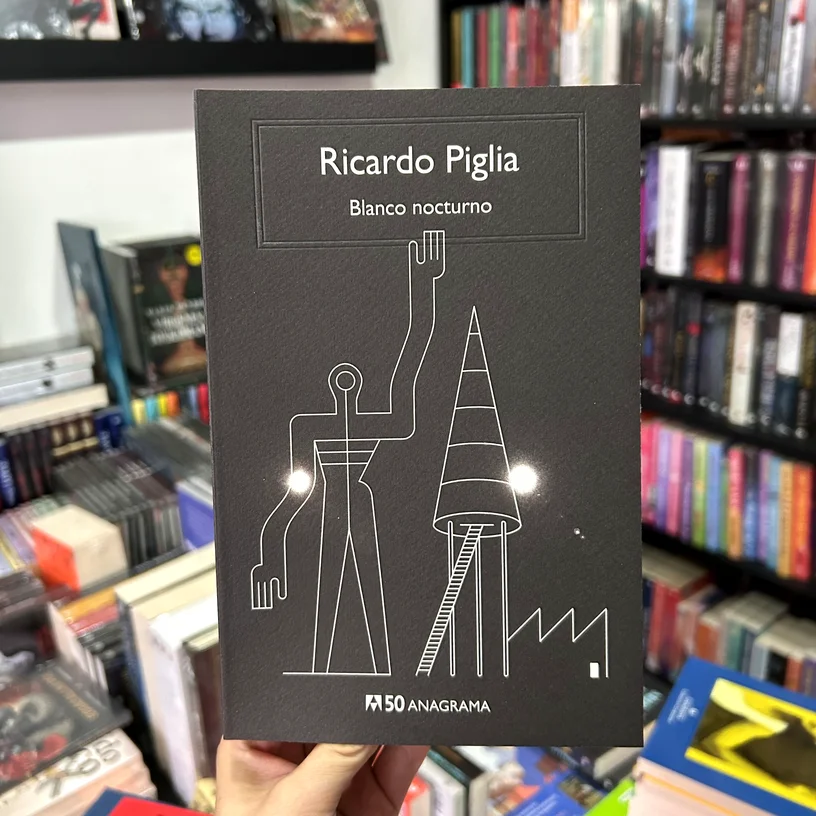 Ricardo Piglia
Blanco nocturno
50 ANAGRAMA